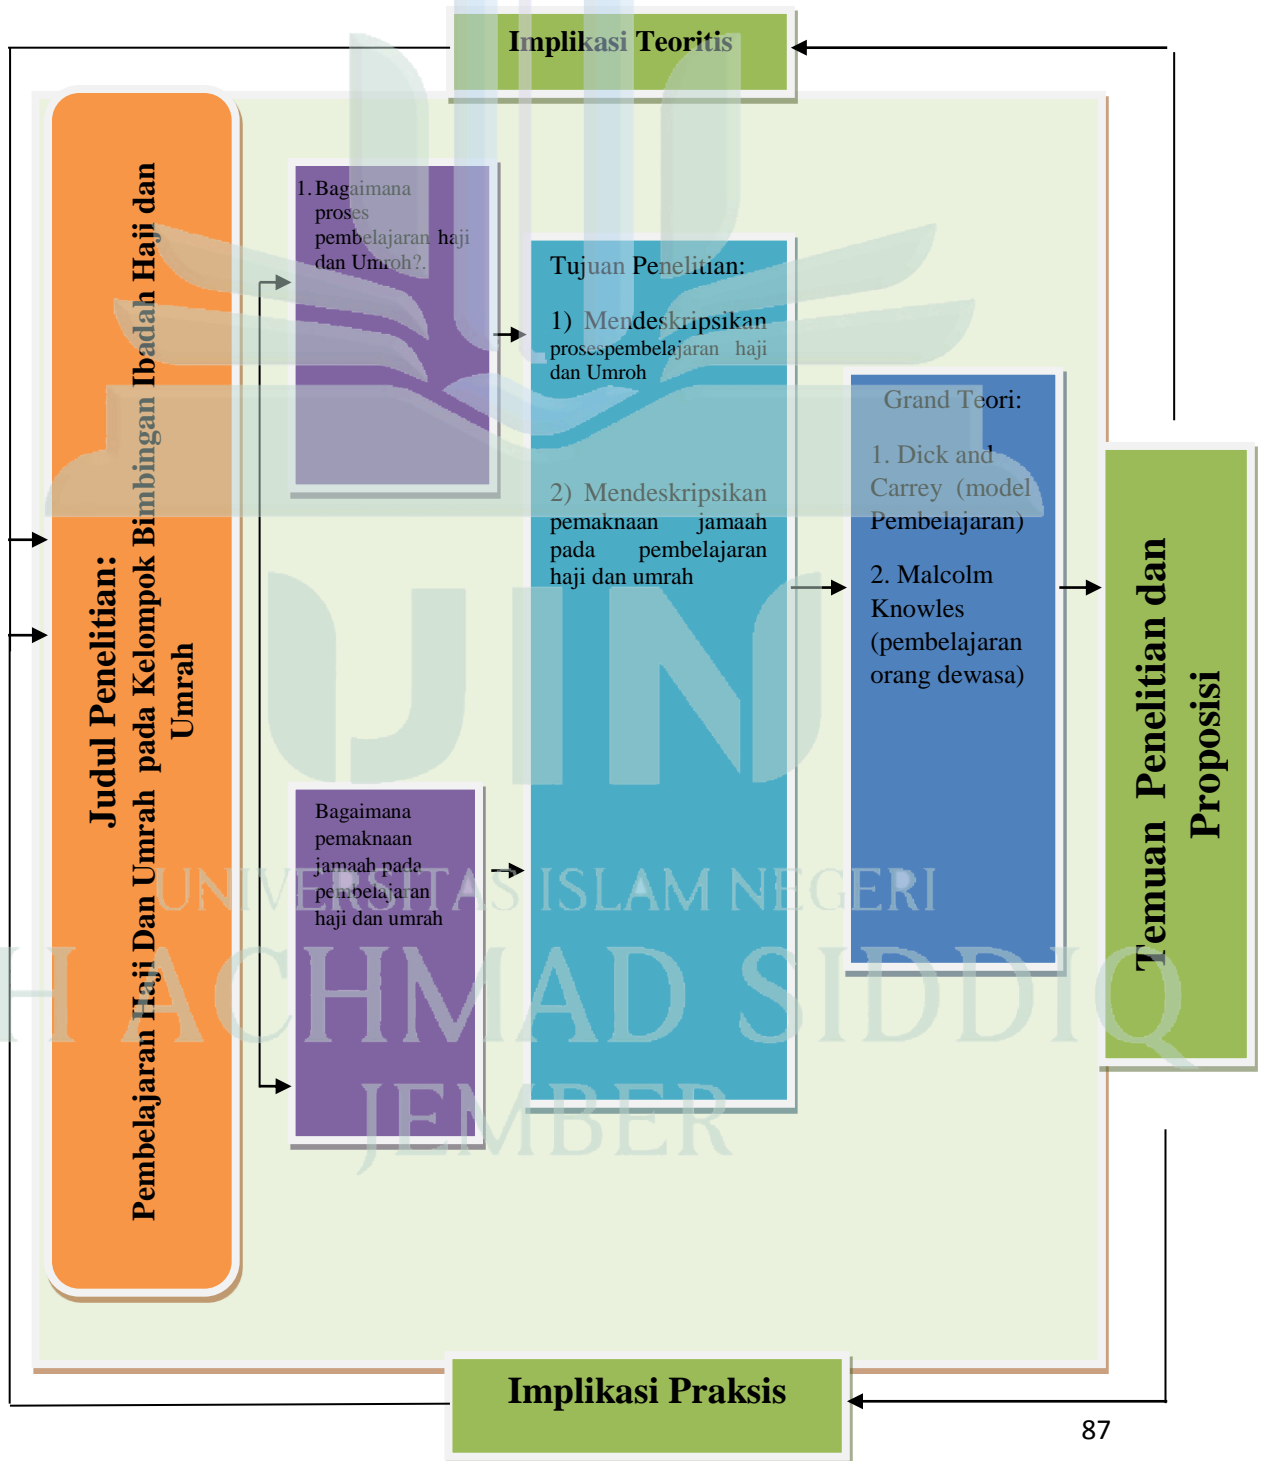 Implikasi Teoritis
Judul Penelitian:
Pembelajaran Haji Dan Umrah pada Kelompok Bimbingan Ibadah Haji dan
Umrah
1. Bagaimana
proses
pembelajaran haji
dan Umroh?.
Tujuan Penelitian:
1) Mendeskripsikan
prosespembelajaran haji
dan Umroh
2) Mendeskripsikan
pemaknaan jamaah
pada pembelajaran
haji dan umrah
Grand Teori:
1. Dick and
Carrey (model
Pembelajaran)
2. Malcolm
Knowles
(pembelajaran
orang dewasa)
Temuan Penelitian dan
Proposisi
Bagaimana
pemaknaan
jamaah pada
pembelajaran
haji dan umrah
UIN
UNIVERSITAS ISLAM NEGERI
H ACHMAD SIDDIQ
JEMBER
Implikasi Praksis
87